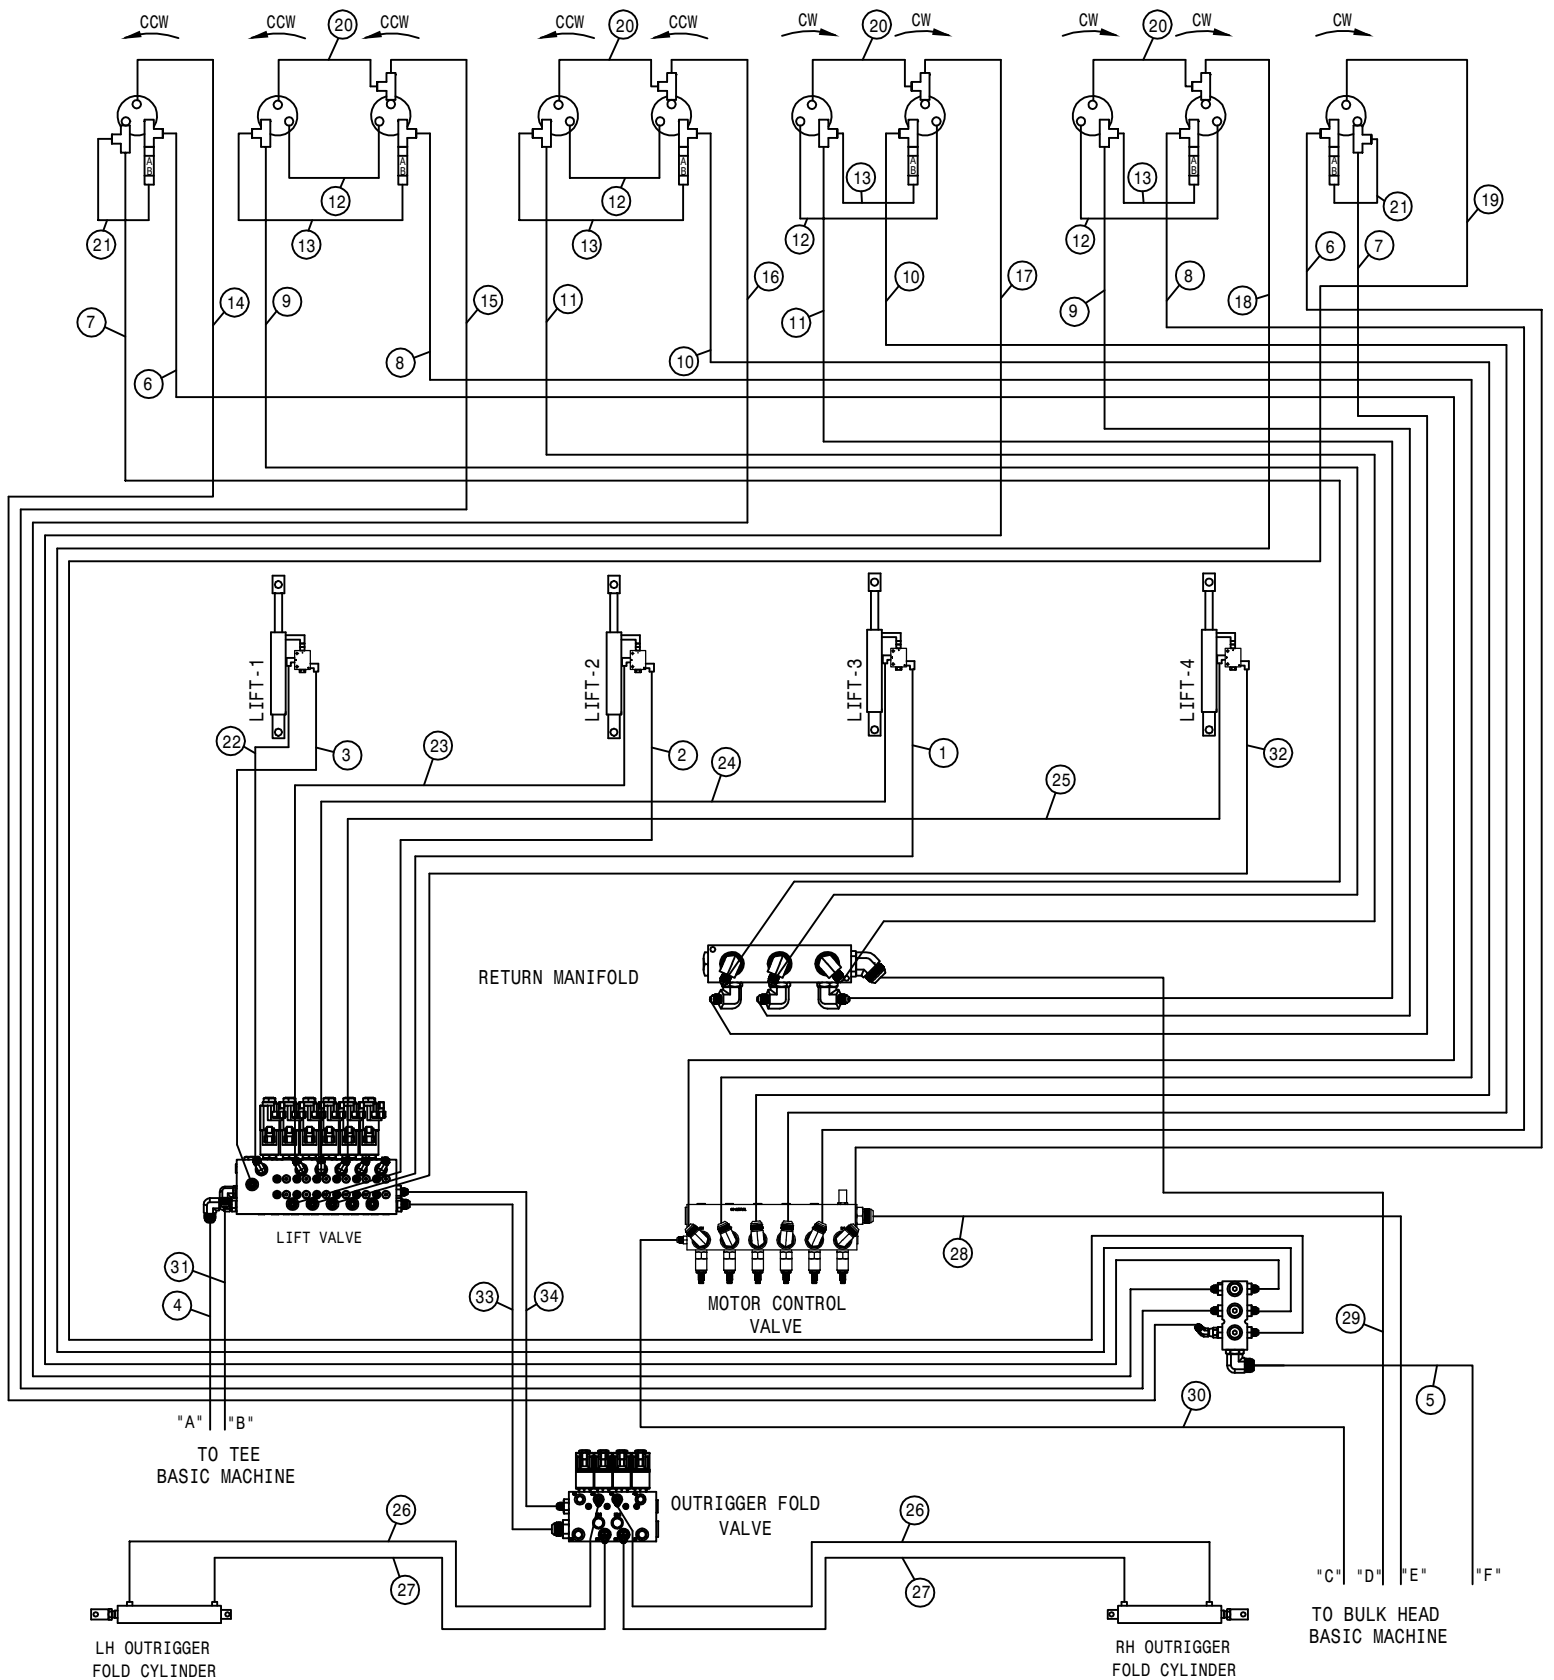 CCW CCW 20 CCW CCW 20 CCW CW 20 CW CW 20 CW CW
A B A B A B A B A B A B
12 12 13 13
21 13 13 12 12 21 19
6 7
14 9 15 11 16 10 17 8 18
7 11 9
6 8 10
LIFT-1 LIFT-2 LIFT-3 LIFT-4
22 3 23 2 24 1 25 32
RETURN MANIFOLD
LIFT VALVE
31
4
33 34
28
MOTOR CONTROL
VALVE
29
30 5
"A" "B"
TO TEE
BASIC MACHINE
OUTRIGGER FOLD
VALVE
26 26
27 27
"C" "D" "E" "F"
TO BULK HEAD
BASIC MACHINE
LH OUTRIGGER
FOLD CYLINDER
RH OUTRIGGER
FOLD CYLINDER